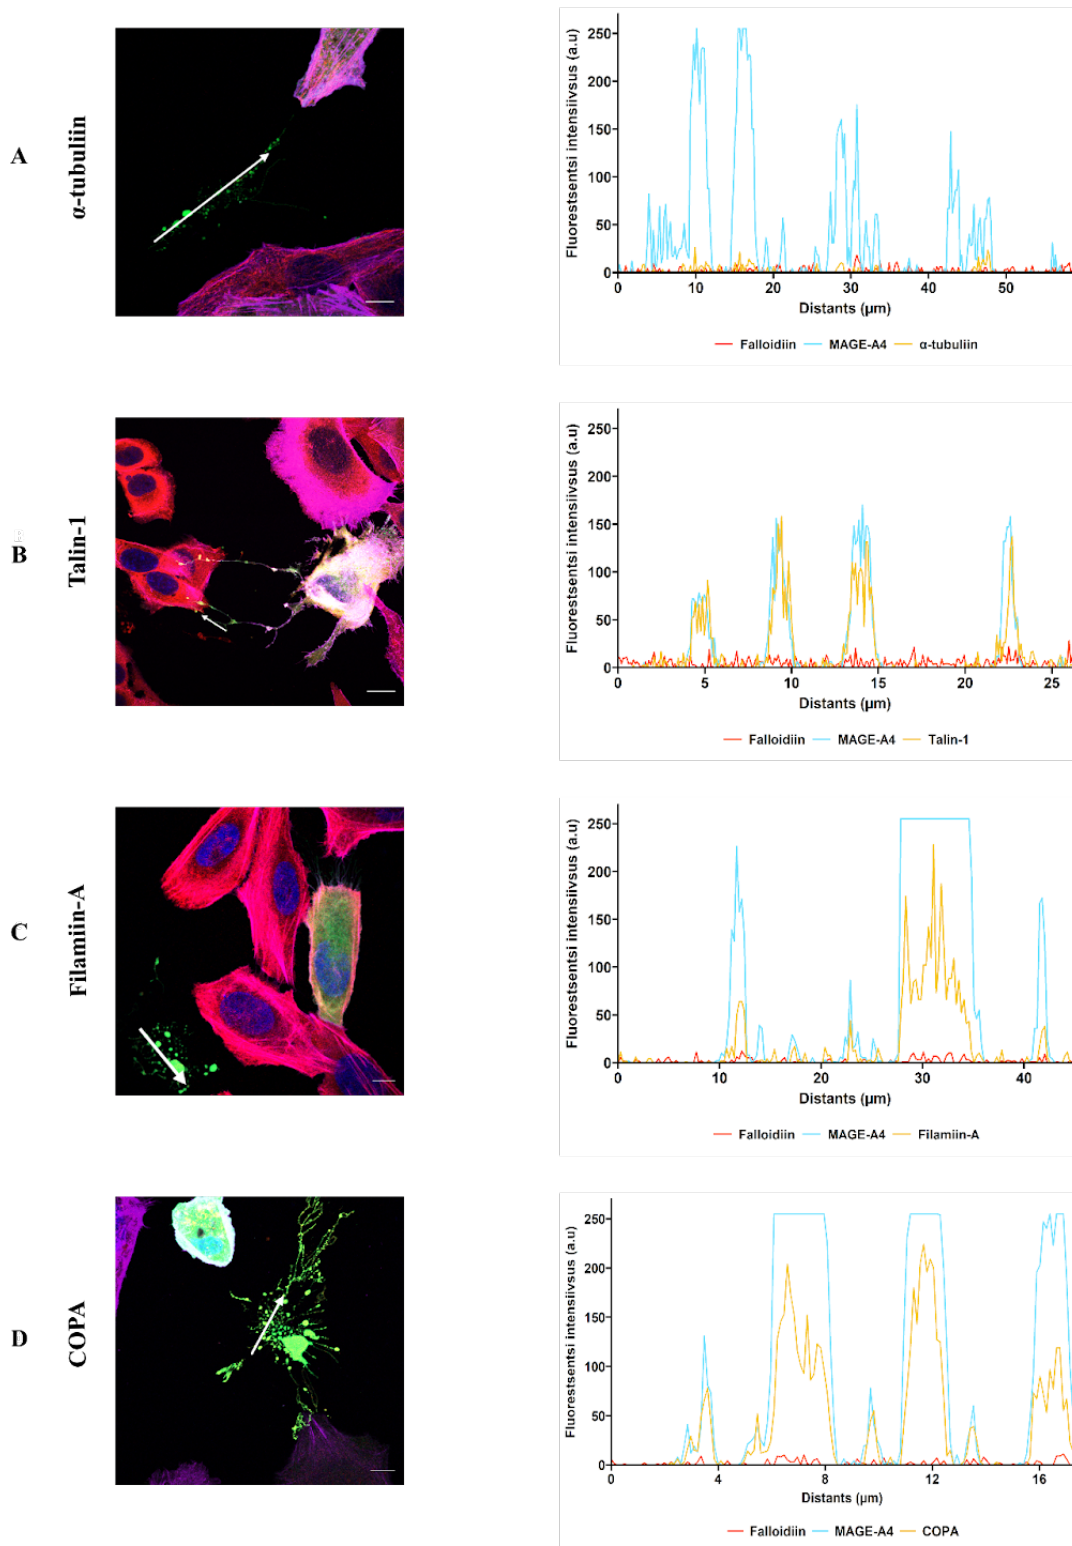 A
α-tubuliin
Fluorestsentsi intensiivsus (a.u)
250
200
150
100
50
0
0 10 20 30 40 50
Distants (µm)
Falloidiin MAGE-A4 α-tubuliin
B
Talin-1
Fluorestsentsi intensiivsus (a.u)
250
200
150
100
50
0
0 5 10 15 20 25
Distants (µm)
Falloidiin MAGE-A4 Talin-1
C
Filamiin-A
Fluorestsentsi intensiivsus (a.u)
250
200
150
100
50
0
0 10 20 30 40
Distants (µm)
Falloidiin MAGE-A4 Filamiin-A
D
COPA
Fluorestsentsi intensiivsus (a.u)
250
200
150
100
50
0
0 4 8 12 16
Distants (µm)
Falloidiin MAGE-A4 COPA